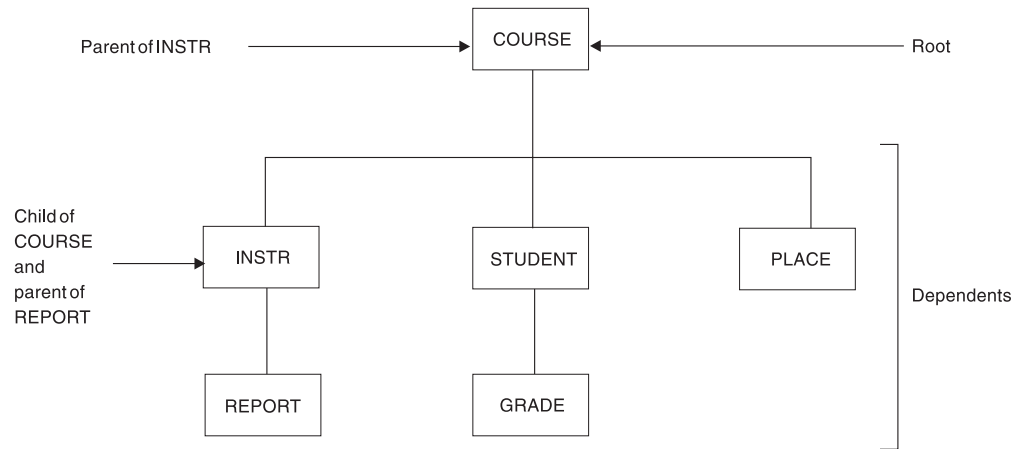 Parent of INSTR
COURSE
Root
Child of
COURSE
and
parent of
REPORT
INSTR
STUDENT
PLACE
Dependents
REPORT
GRADE